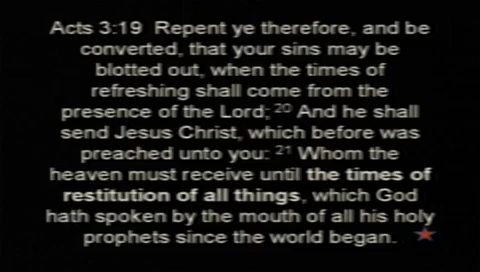 Acts 3:19  Repent ye therefore, and be
converted, that your sins may be
blotted out, when the times of
refreshing shall come from the
presence of the Lord; 20 And he shall
send Jesus Christ, which before was
preached unto you: 21 Whom the
heaven must receive until the times of
restitution of all things, which God
hath spoken by the mouth of all his holy
prophets since the world began.